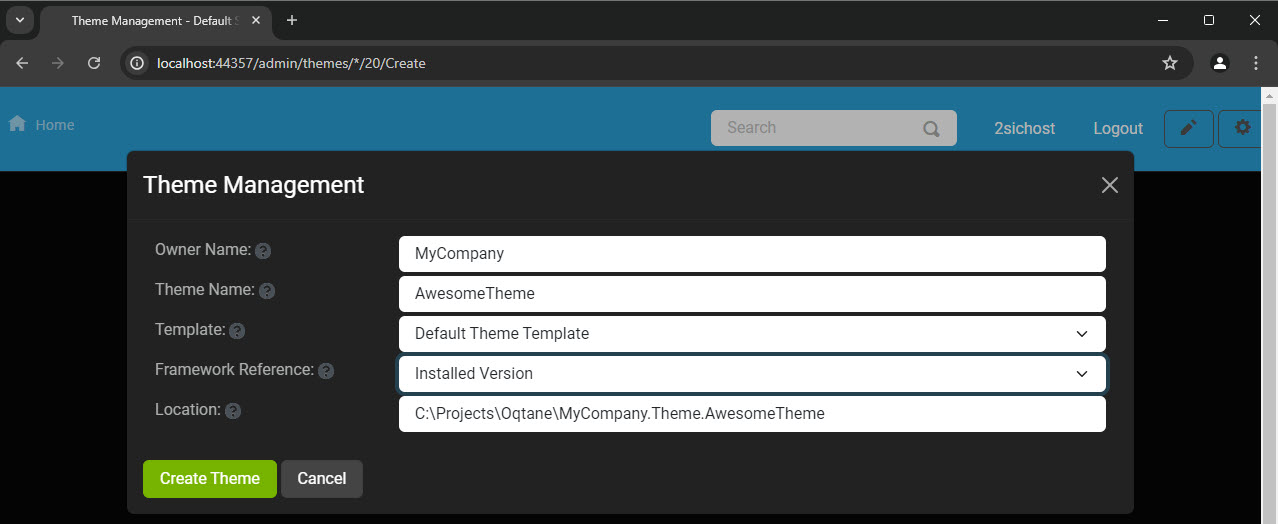 Theme Management - Default S
localhost:44357/admin/themes/*/20/Create
Home
Search
2sichost
Logout
Theme Management
Owner Name: ?
MyCompany
Theme Name: ?
AwesomeTheme
Template: ?
Default Theme Template
Framework Reference: ?
Installed Version
Location: ?
C:\Projects\Oqtane\MyCompany.Theme.AwesomeTheme
Create Theme
Cancel